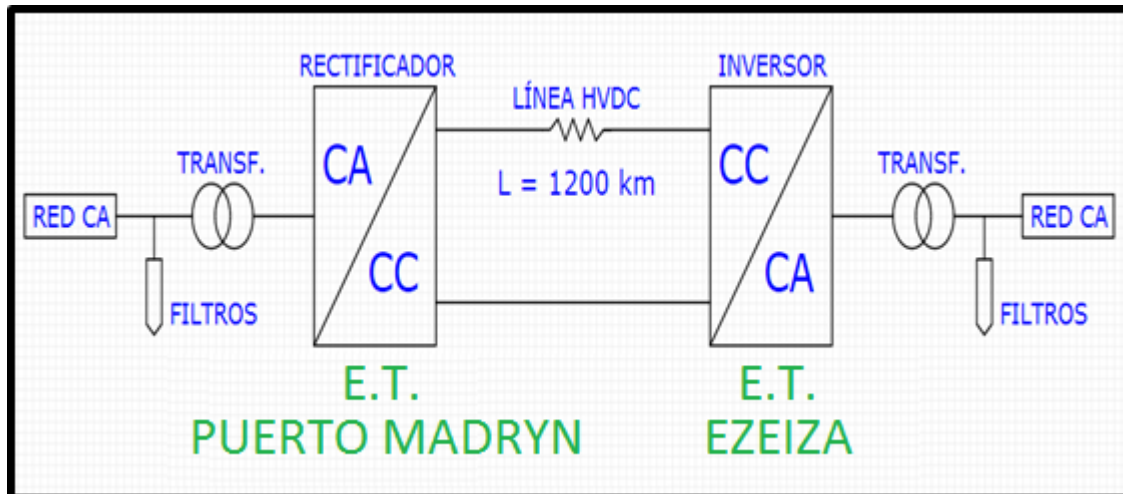 RECTIFICADOR
INVERSOR
LÍNEA HVDC
L = 1200 km
TRANSF.
CA
CC
CC
CA
TRANSF.
RED CA
RED CA
FILTROS
FILTROS
E.T.
PUERTO MADRYN
E.T.
EZEIZA